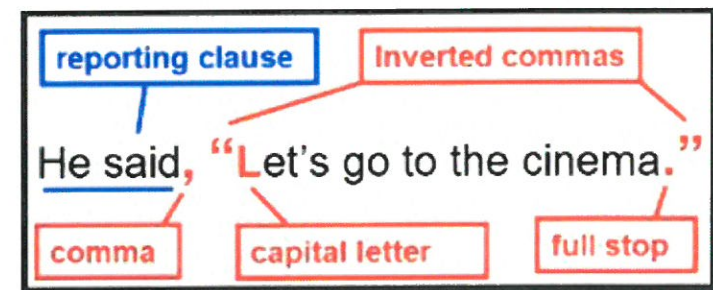 reporting clause Inverted commas
He said, “Let’s go to the cinema.”
comma capital letter full stop